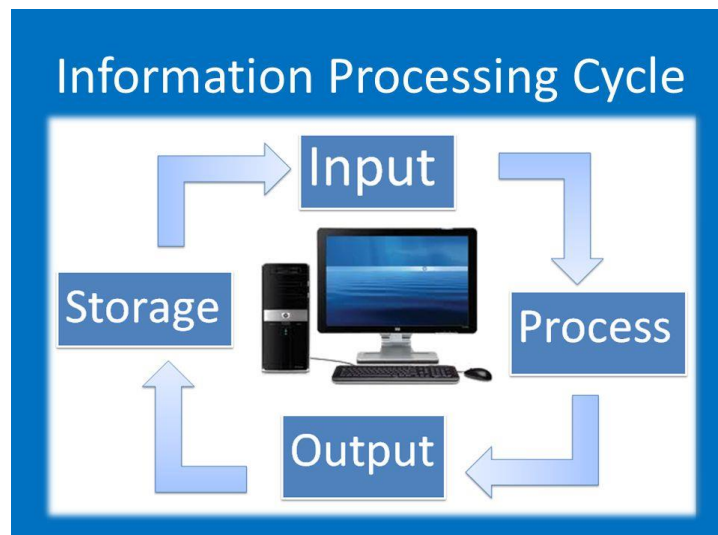 Information Processing Cycle
Input
Process
Output
Storage